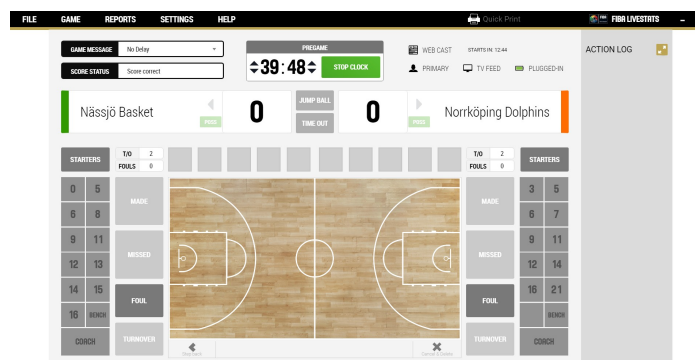 FILE GAME REPORTS SETTINGS HELP Quick Print FIBA LIVESTATS
GAME MESSAGE No Delay
SCORE STATUS Score correct
PREGAME
39:48 STOP CLOCK
WEB CAST STARTS IN: 12:44
PRIMARY TV FEED PLUGGED-IN
ACTION LOG
Nässjö Basket
POSS
0
JUMP BALL
TIME OUT
0
POSS
Norrköping Dolphins
STARTERS
T/O 2
FOULS 0
T/O 2
FOULS 0
STARTERS
0 5
6 8
9 11
12 13
14 15
16 BENCH
COACH
MADE
MISSED
FOUL
TURNOVER
MADE
MISSED
FOUL
TURNOVER
3 5
6 7
9 11
12 14
16 21
BENCH
COACH